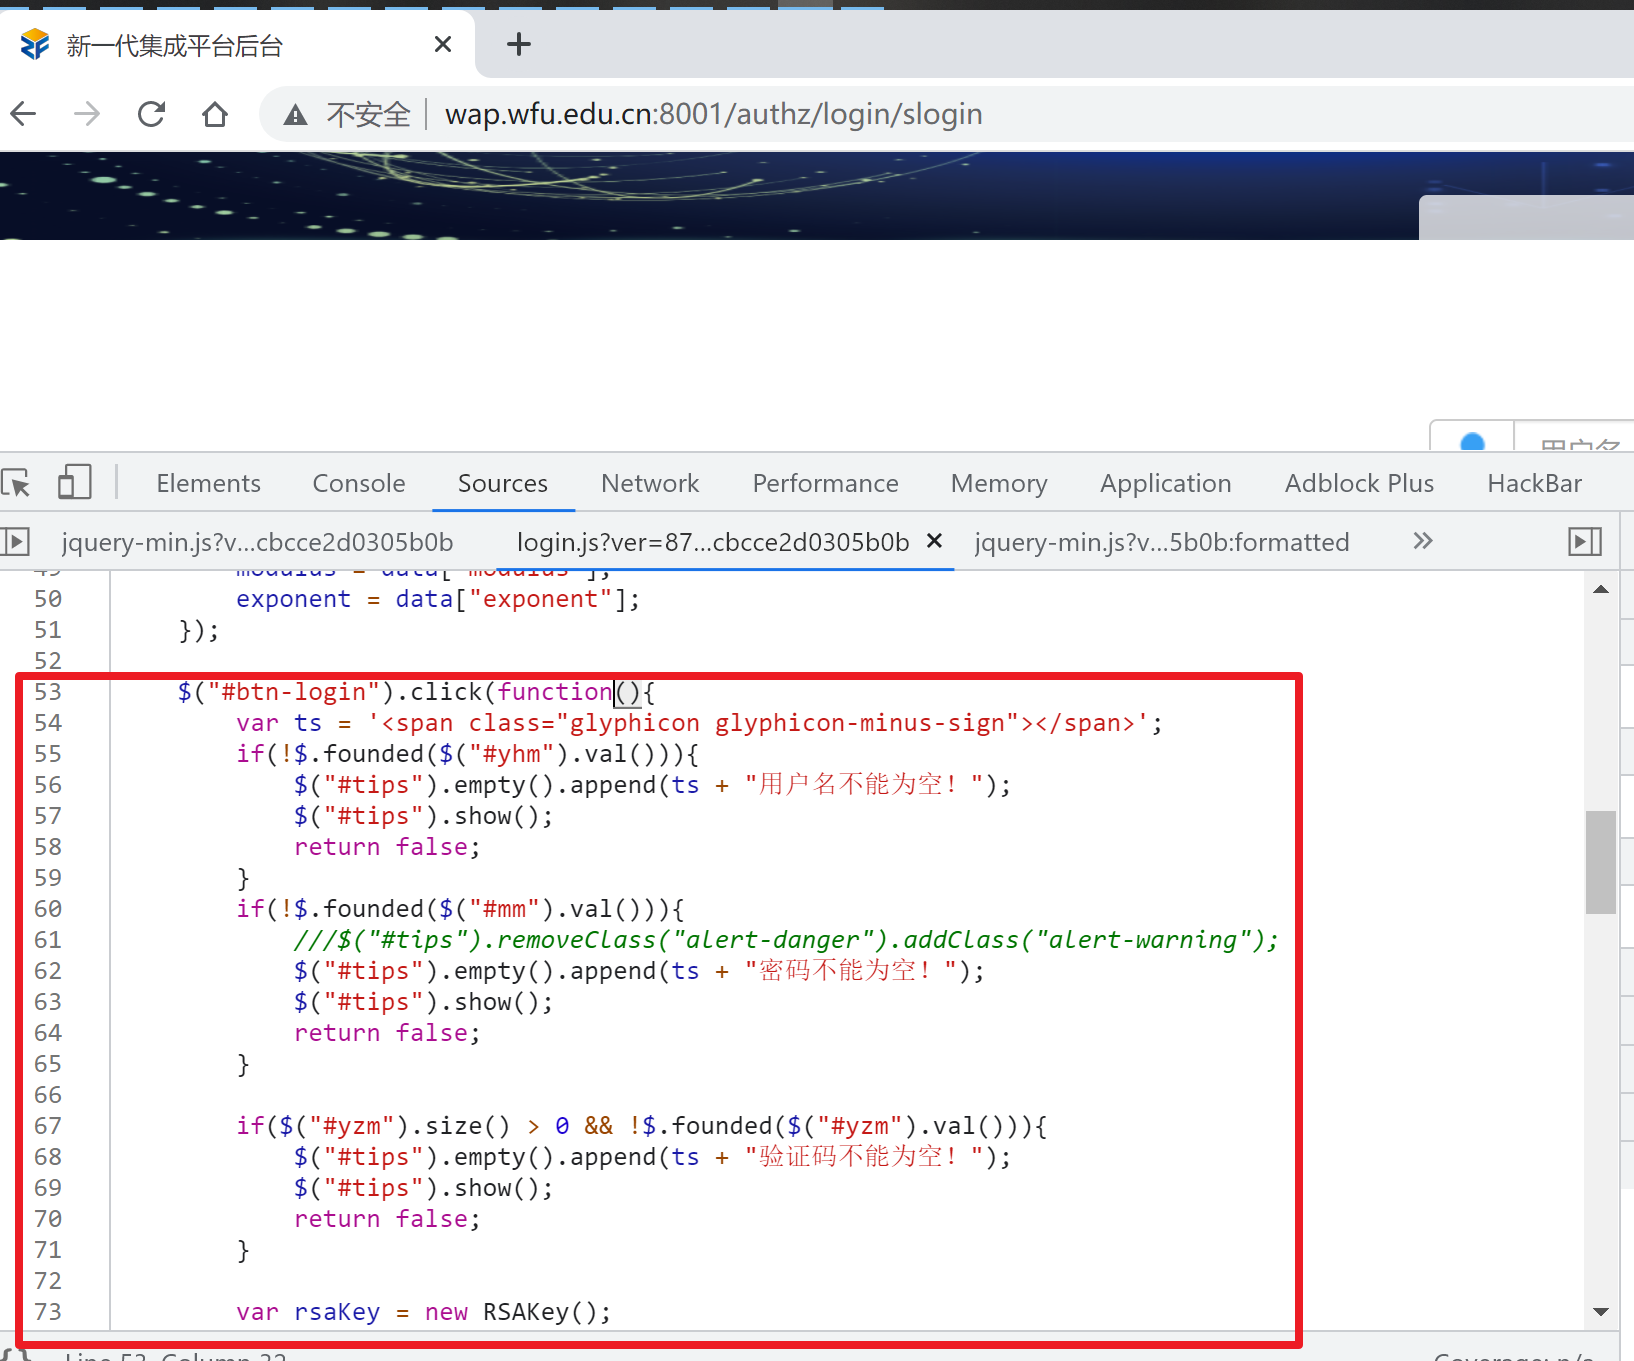 新一代集成平台后台
不安全 wap.wfu.edu.cn:8001/authz/login/slogin
用户名
Elements Console Sources Network Performance Memory Application Adblock Plus HackBar
jquery-min.js?v...cbcce2d0305b0b login.js?ver=87...cbcce2d0305b0b jquery-min.js?v...5b0b:formatted
49 modulus = data["modulus"];
50 exponent = data["exponent"];
51 });
52
53 $("#btn-login").click(function(){
54 var ts = '<span class="glyphicon glyphicon-minus-sign"></span>';
55 if(!$.founded($("#yhm").val())){
56 $("#tips").empty().append(ts + "用户名不能为空！");
57 $("#tips").show();
58 return false;
59 }
60 if(!$.founded($("#mm").val())){
61 ///$("#tips").removeClass("alert-danger").addClass("alert-warning");
62 $("#tips").empty().append(ts + "密码不能为空！");
63 $("#tips").show();
64 return false;
65 }
66
67 if($("#yzm").size() > 0 && !$.founded($("#yzm").val())){
68 $("#tips").empty().append(ts + "验证码不能为空！");
69 $("#tips").show();
70 return false;
71 }
72
73 var rsaKey = new RSAKey();
{} Line 53, Column 32 Coverage: n/a